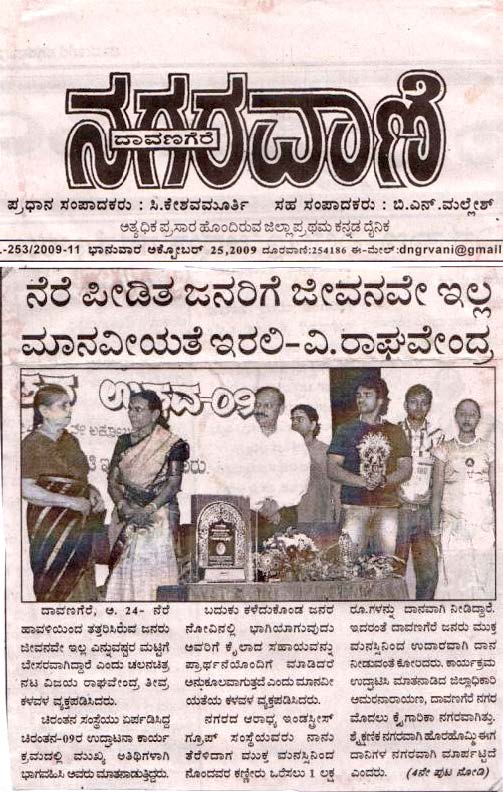 ನಗರವಾಣಿ
ದಾವಣಗೆರೆ
ಪ್ರಧಾನ ಸಂಪಾದಕರು : ಸಿ.ಕೇಶವಮೂರ್ತಿ ಸಹ ಸಂಪಾದಕರು : ಬಿ.ಎನ್.ಮಲ್ಲೇಶ್
ಅತ್ಯಧಿಕ ಪ್ರಸಾರ ಹೊಂದಿರುವ ಜಿಲ್ಲಾ ಪ್ರಥಮ ಕನ್ನಡ ದೈನಿಕ
-253/2009-11 ಭಾನುವಾರ ಅಕ್ಟೋಬರ್ 25,2009 ದೂರವಾಣಿ:254186 ಈ-ಮೇಲ್:dngrvani@gmail
ನೆರೆ ಪೀಡಿತ ಜನರಿಗೆ ಜೀವನವೇ ಇಲ್ಲ
ಮಾನವೀಯತೆ ಇರಲಿ-ವಿ.ರಾಘವೇಂದ್ರ
ಉತ್ಸವ-09
ದಾವಣಗೆರೆ, ಅ. 24- ನೆರೆ
ಹಾವಳಿಯಿಂದ ತತ್ತರಿಸಿರುವ ಜನರು
ಜೀವನವೇ ಇಲ್ಲ ಎನ್ನುವಷ್ಟರ ಮಟ್ಟಿಗೆ
ಬೇಸರವಾಗಿದ್ದಾರೆ ಎಂದು ಚಲನಚಿತ್ರ
ನಟ ವಿಜಯ ರಾಘವೇಂದ್ರ ತೀವ್ರ
ಕಳವಳ ವ್ಯಕ್ತಪಡಿಸಿದರು.
ಚಿರಂತನ ಸಂಸ್ಥೆಯು ಏರ್ಪಡಿಸಿದ್ದ
ಚಿರಂತನ-09ರ ಉದ್ಘಾಟನಾ ಕಾರ್ಯ
ಕ್ರಮದಲ್ಲಿ ಮುಖ್ಯ ಅತಿಥಿಗಳಾಗಿ
ಭಾಗವಹಿಸಿ ಅವರು ಮಾತನಾಡುತ್ತಿದ್ದರು.
ಬದುಕು ಕಳೆದುಕೊಂಡ ಜನರ
ನೋವಿನಲ್ಲಿ ಭಾಗಿಯಾಗುವುದು
ಅವರಿಗೆ ಕೈಲಾದ ಸಹಾಯವನ್ನು
ಪ್ರಾರ್ಥನೆಯೊಂದಿಗೆ ಮಾಡಿದರೆ
ಅನುಕೂಲವಾಗುತ್ತದೆ ಎಂದು ಮಾನವೀ
ಯತೆಯ ಕಳವಳ ವ್ಯಕ್ತಪಡಿಸಿದರು.
ನಗರದ ಆರಾಧ್ಯ ಇಂಡಸ್ಟ್ರೀಸ್
ಗ್ರೂಪ್ ಸಂಸ್ಥೆಯವರು ನಾನು
ತೆರೆಳಿದಾಗ ಮುಕ್ತ ಮನಸ್ಸಿನಿಂದ
ನೊಂದವರ ಕಣ್ಣೀರು ಒರೆಸಲು 1 ಲಕ್ಷ
ರೂ.ಗಳನ್ನು ದಾನವಾಗಿ ನೀಡಿದ್ದಾರೆ.
ಇದರಂತೆ ದಾವಣಗೆರೆ ಜನರು ಮುಕ್ತ
ಮನಸ್ಸಿನಿಂದ ಉದಾರವಾಗಿ ದಾನ
ನೀಡುವಂತೆ ಕೋರಿದರು. ಕಾರ್ಯಕ್ರಮ
ಉದ್ಘಾಟಿಸಿ ಮಾತನಾಡಿದ ಜಿಲ್ಲಾಧಿಕಾರಿ
ಅಮರನಾರಾಯಣ, ದಾವಣಗೆರೆ ನಗರ
ಮೊದಲು ಕೈಗಾರಿಕಾ ನಗರವಾಗಿತ್ತು.
ಶೈಕ್ಷಣಿಕ ನಗರವಾಗಿ ಹೊರಹೊಮ್ಮಿ ಈಗ
ದಾನಿಗಳ ನಗರವಾಗಿ ಮಾರ್ಪಟ್ಟಿದೆ
ಎಂದರು. (4ನೇ ಪುಟ ನೋಡಿ)